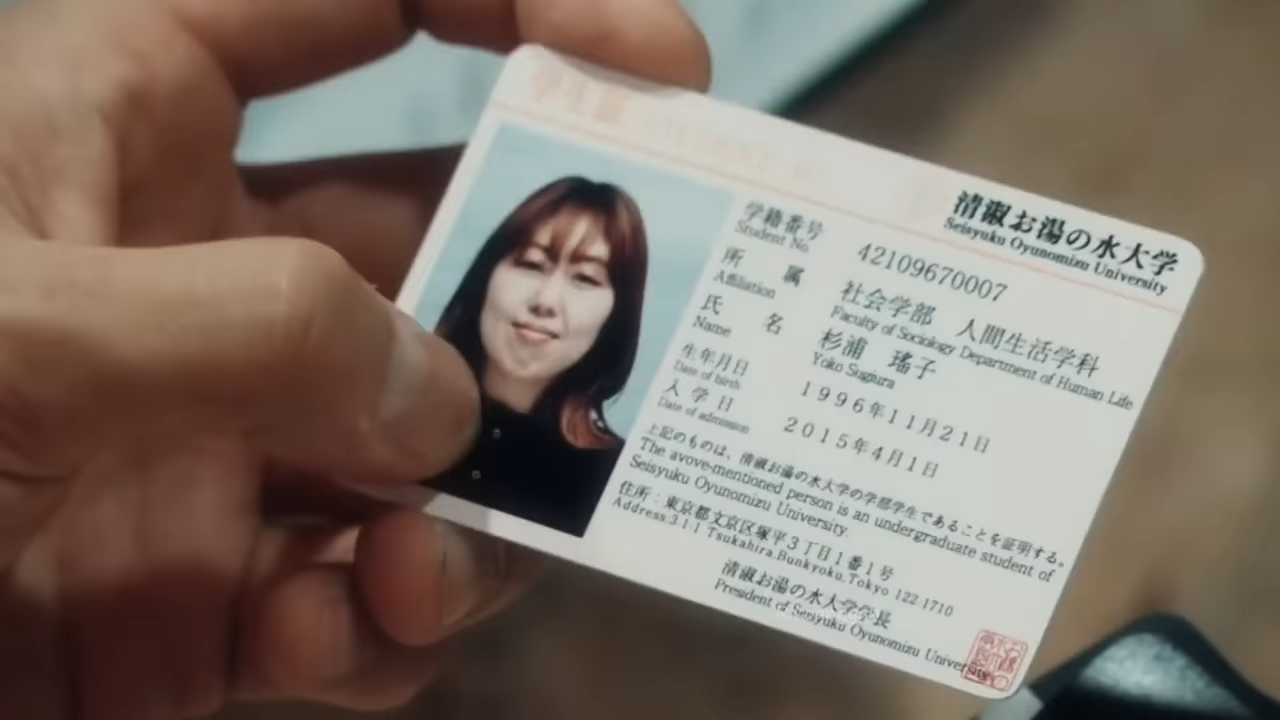 清淑お湯の水大学
Seisyuku Oyunomizu University
学籍番号 42109670007
Student No.
所属 社会学部 人間生活学科
Affiliation Faculty of Sociology Department of Human Life
氏名 杉浦 瑤子
Name Yoko Sugiura
生年月日 1996年11月21日
Date of birth
入学日 2015年4月1日
Date of admission
上記のものは、清淑お湯の水大学の学部学生であることを証明する。
The avove-mentioned person is an undergraduate student of
Seisyuku Oyunomizu University.
住所：東京都文京区塚平3丁目1番1号
Address.3 1 1 Tsukahira.Bunkyoku.Tokyo 122.1710
清淑お湯の水大学学長
President of Seisyuku Oyunomizu University